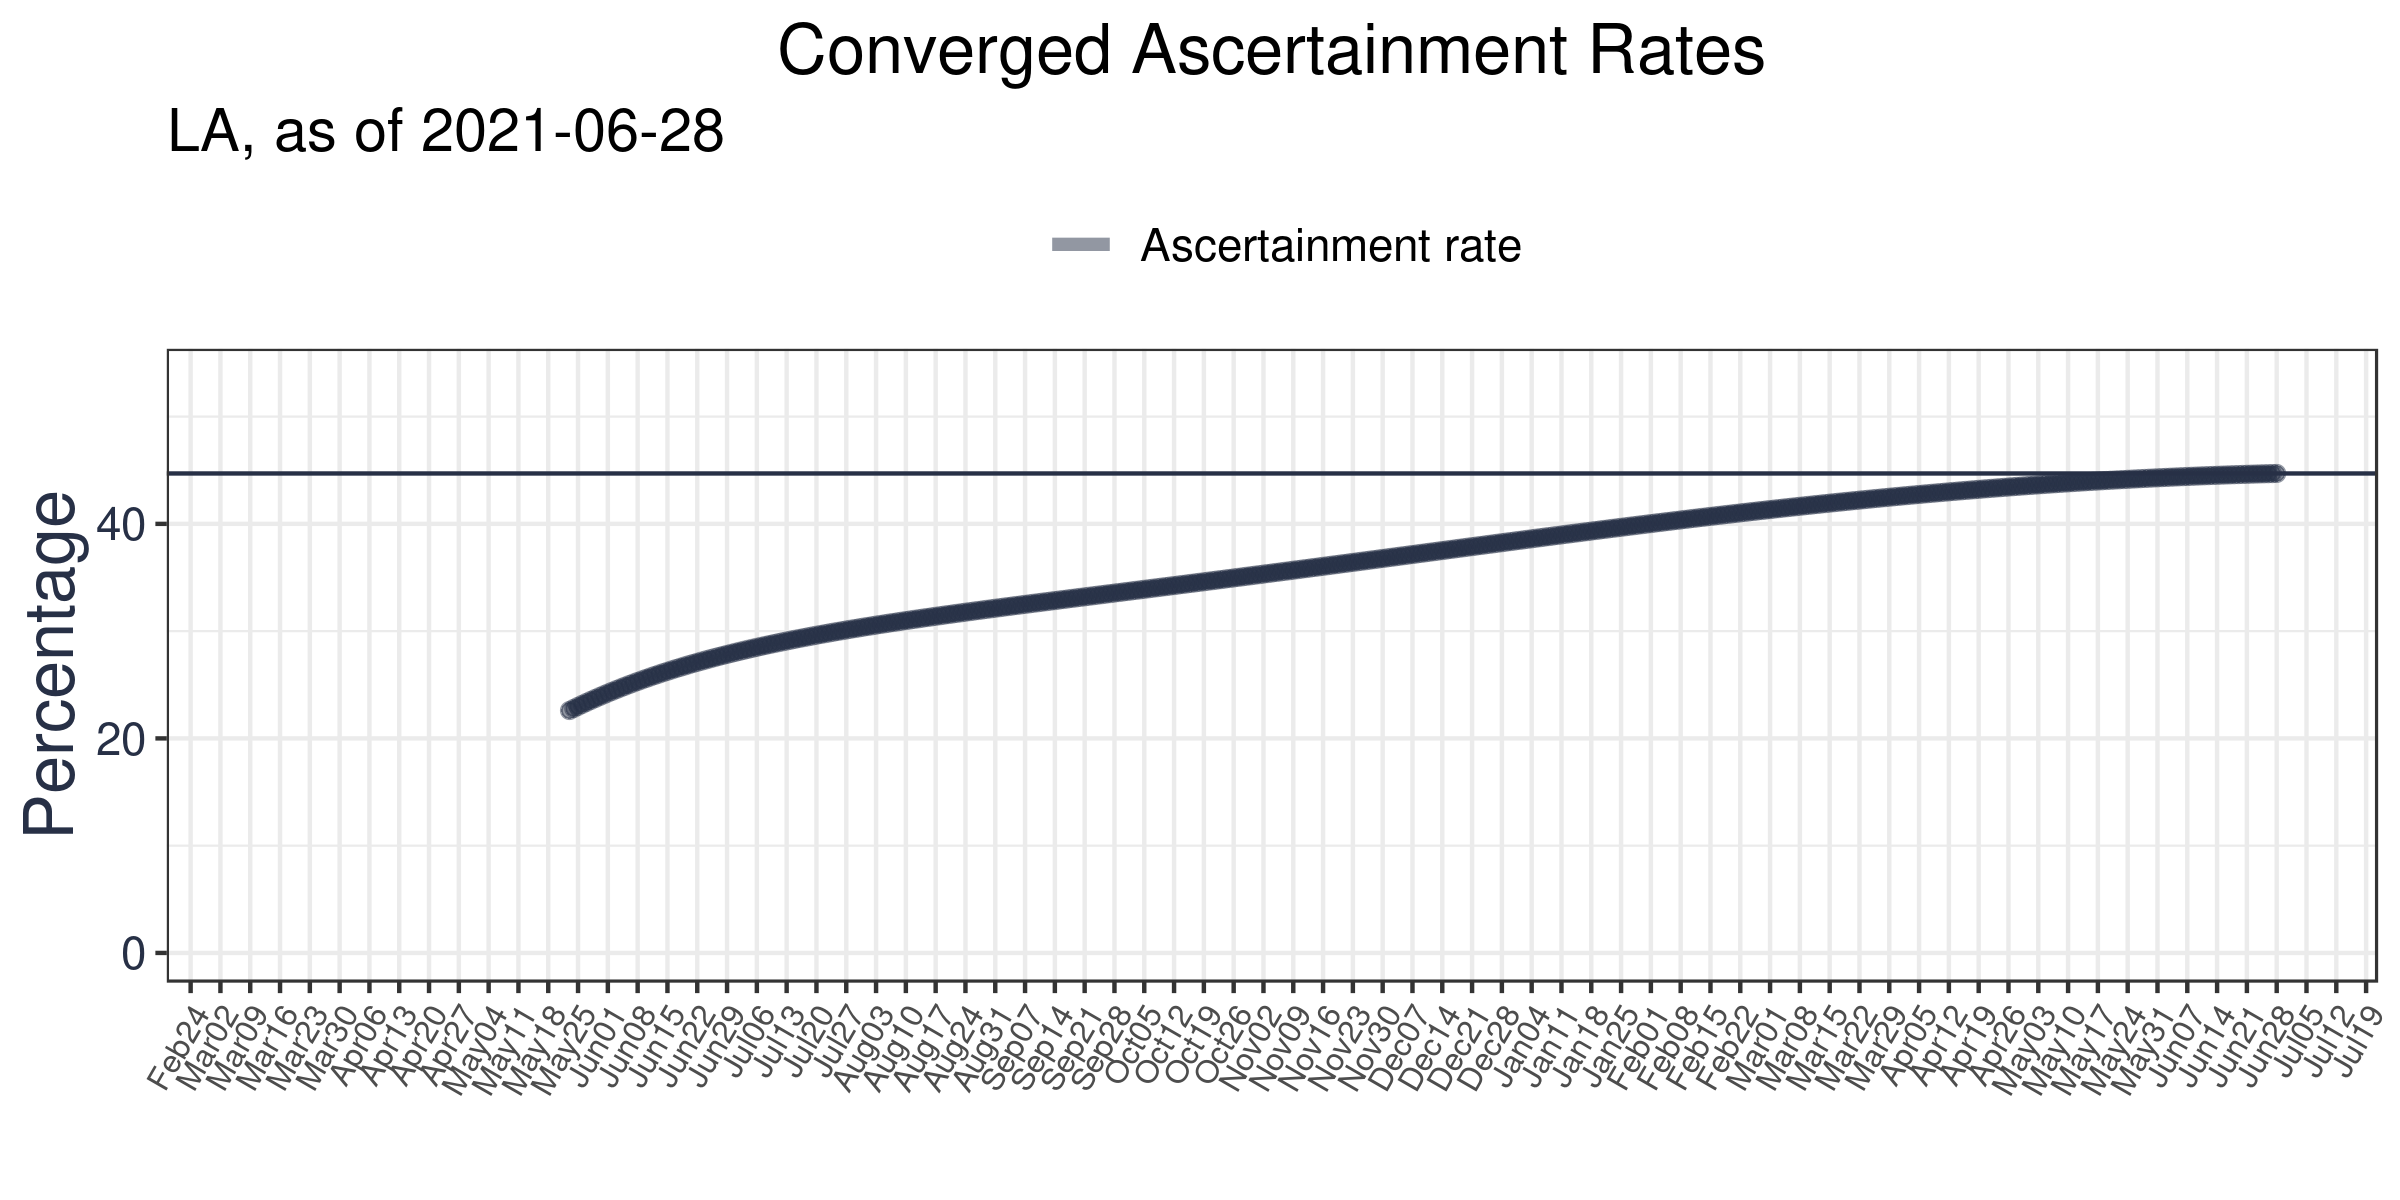 Converged Ascertainment Rates
LA, as of 2021-06-28
Ascertainment rate
Percentage
40
20
0
Feb24 Mar02 Mar09 Mar16 Mar23 Mar30 Apr06 Apr13 Apr20 Apr27 May04 May11 May18 May25 Jun01 Jun08 Jun15 Jun22 Jun29 Jul06 Jul13 Jul20 Jul27 Aug03 Aug10 Aug17 Aug24 Aug31 Sep07 Sep14 Sep21 Sep28 Oct05 Oct12 Oct19 Oct26 Nov02 Nov09 Nov16 Nov23 Nov30 Dec07 Dec14 Dec21 Dec28 Jan04 Jan11 Jan18 Jan25 Feb01 Feb08 Feb15 Feb22 Mar01 Mar08 Mar15 Mar22 Mar29 Apr05 Apr12 Apr19 Apr26 May03 May10 May17 May24 May31 Jun07 Jun14 Jun21 Jun28 Jul05 Jul12 Jul19